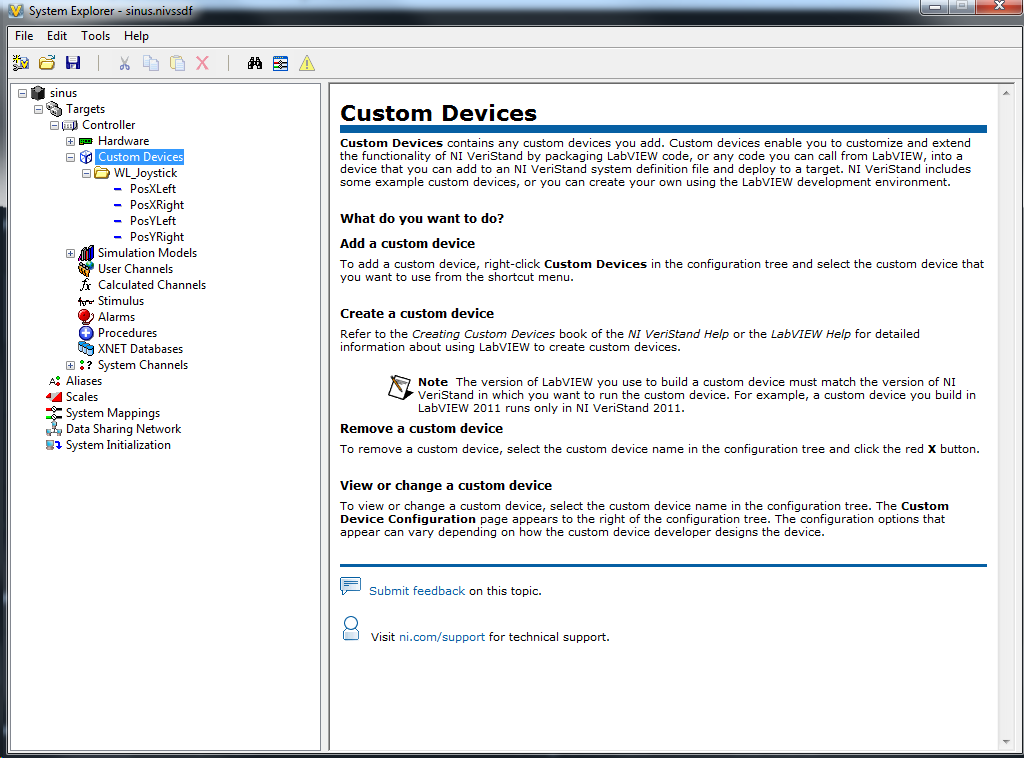 System Explorer - sinus.nivssdf
File Edit Tools Help
sinus
Targets
Controller
Hardware
Custom Devices
WL_Joystick
PosXLeft
PosXRight
PosYLeft
PosYRight
Simulation Models
User Channels
Calculated Channels
Stimulus
Alarms
Procedures
XNET Databases
System Channels
Aliases
Scales
System Mappings
Data Sharing Network
System Initialization
Custom Devices
Custom Devices contains any custom devices you add. Custom devices enable you to customize and extend
the functionality of NI VeriStand by packaging LabVIEW code, or any code you can call from LabVIEW, into a
device that you can add to an NI VeriStand system definition file and deploy to a target. NI VeriStand includes
some example custom devices, or you can create your own using the LabVIEW development environment.
What do you want to do?
Add a custom device
To add a custom device, right-click Custom Devices in the configuration tree and select the custom device that
you want to use from the shortcut menu.
Create a custom device
Refer to the Creating Custom Devices book of the NI VeriStand Help or the LabVIEW Help for detailed
information about using LabVIEW to create custom devices.
Note The version of LabVIEW you use to build a custom device must match the version of NI
VeriStand in which you want to run the custom device. For example, a custom device you build in
LabVIEW 2011 runs only in NI VeriStand 2011.
Remove a custom device
To remove a custom device, select the custom device name in the configuration tree and click the red X button.
View or change a custom device
To view or change a custom device, select the custom device name in the configuration tree. The Custom
Device Configuration page appears to the right of the configuration tree. The configuration options that
appear can vary depending on how the custom device developer designs the device.
Submit feedback on this topic.
Visit ni.com/support for technical support.